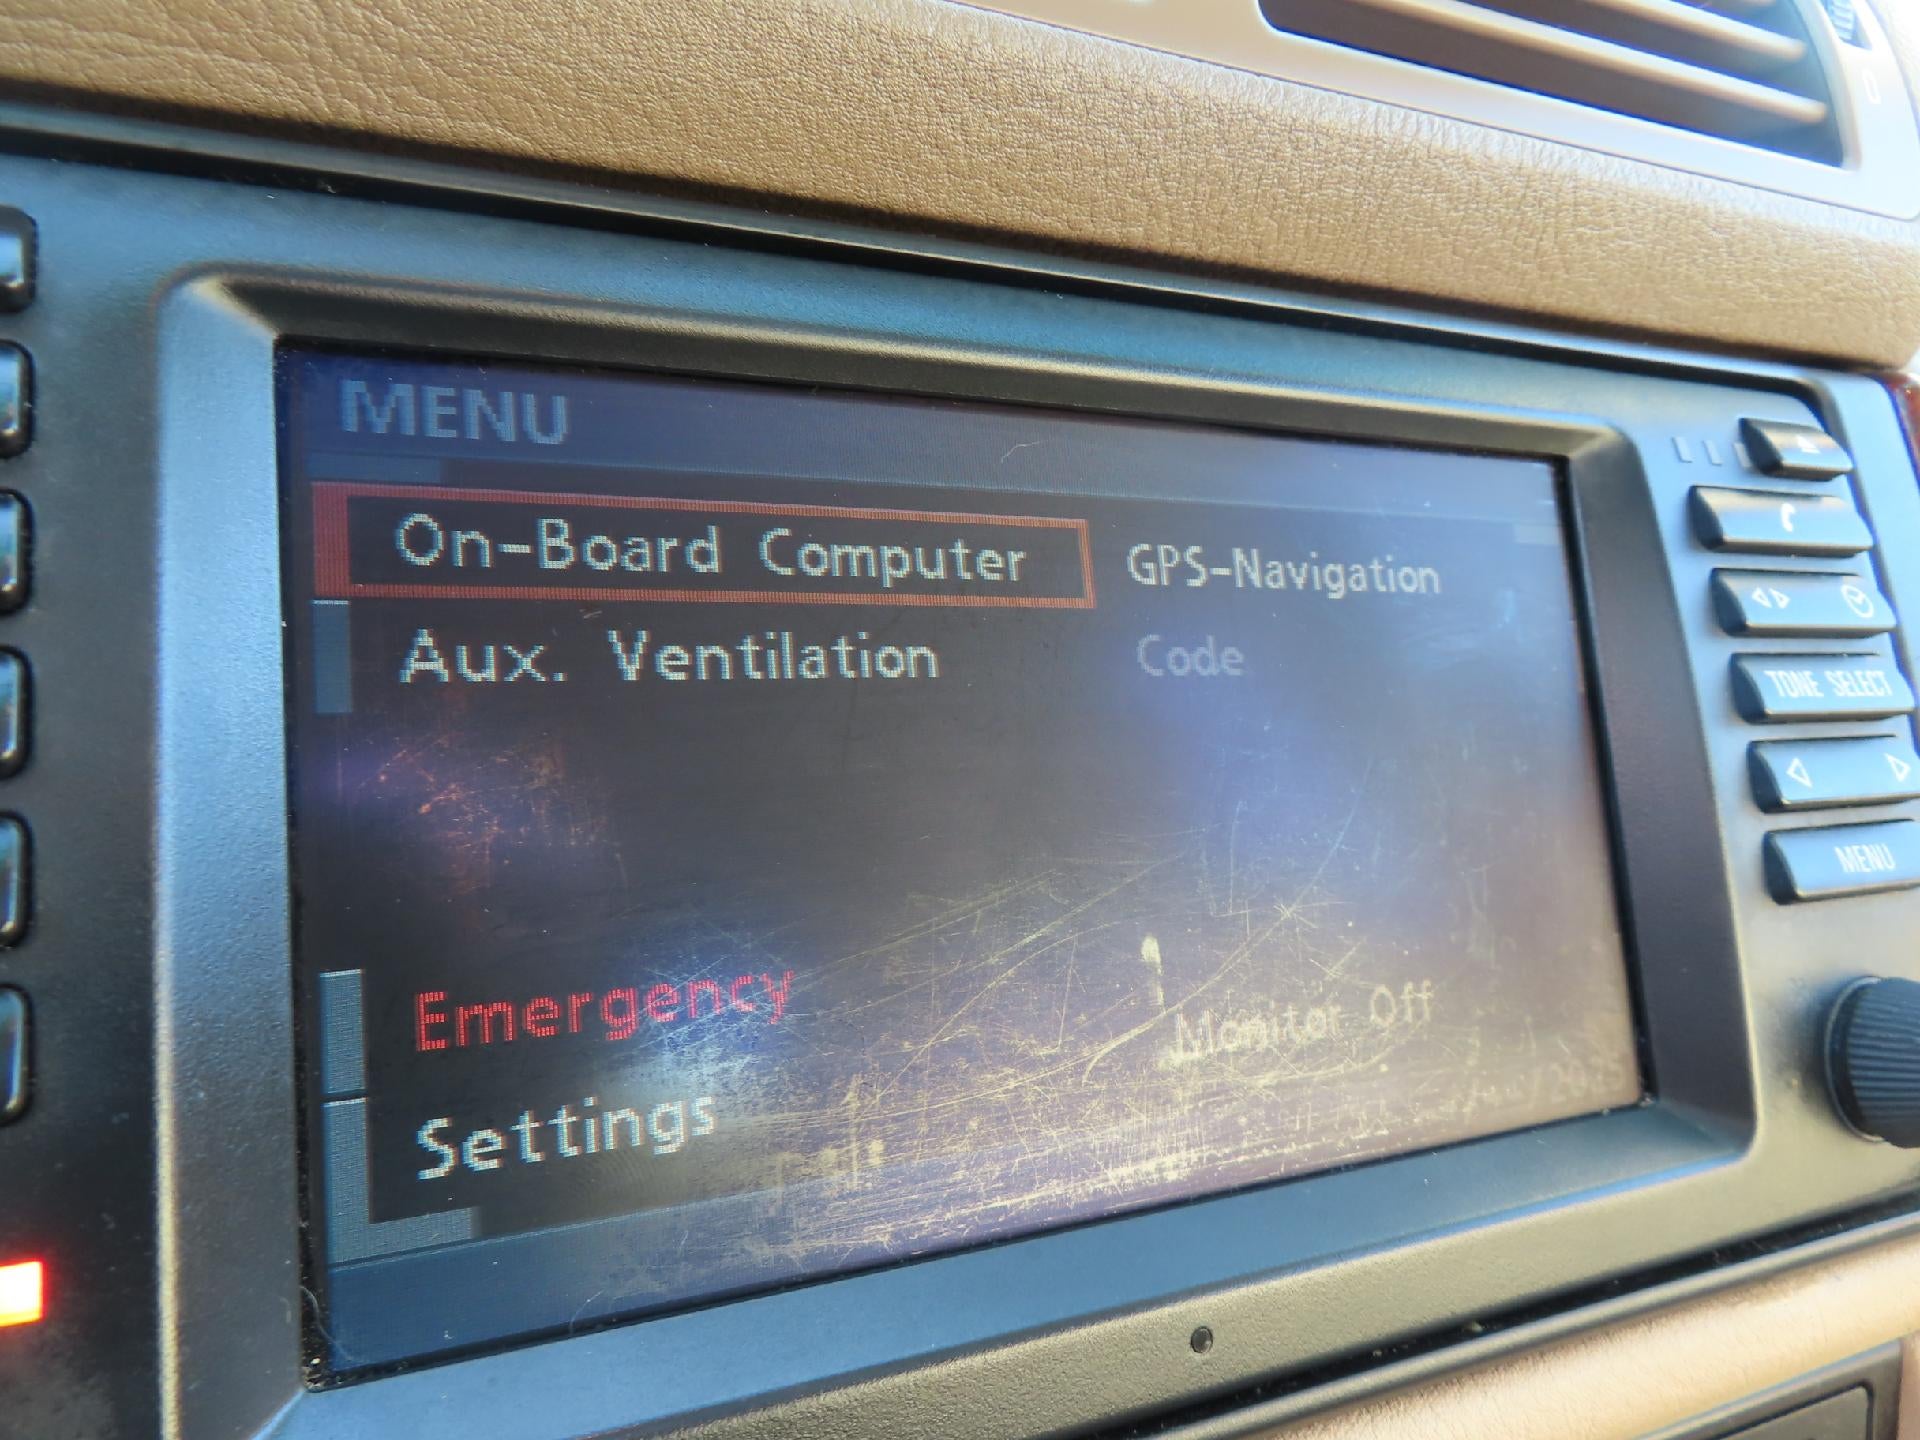 MENU
On-Board Computer
GPS-Navigation
Aux. Ventilation
Code
Emergency
Monitor Off
Settings
TONE SELECT
MENU